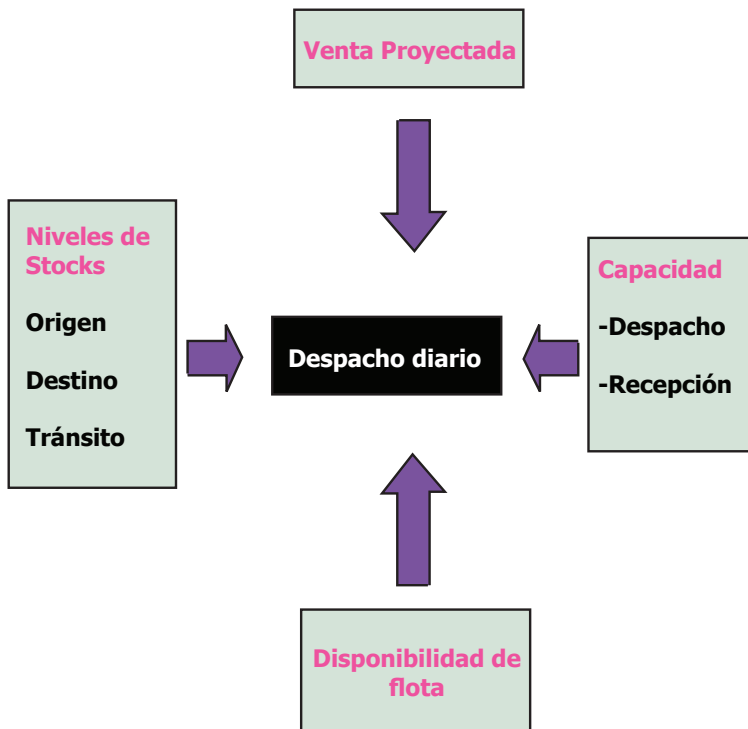 Venta Proyectada
Niveles de
Stocks
Origen
Destino
Tránsito
Despacho diario
Capacidad
-Despacho
-Recepción
Disponibilidad de
flota